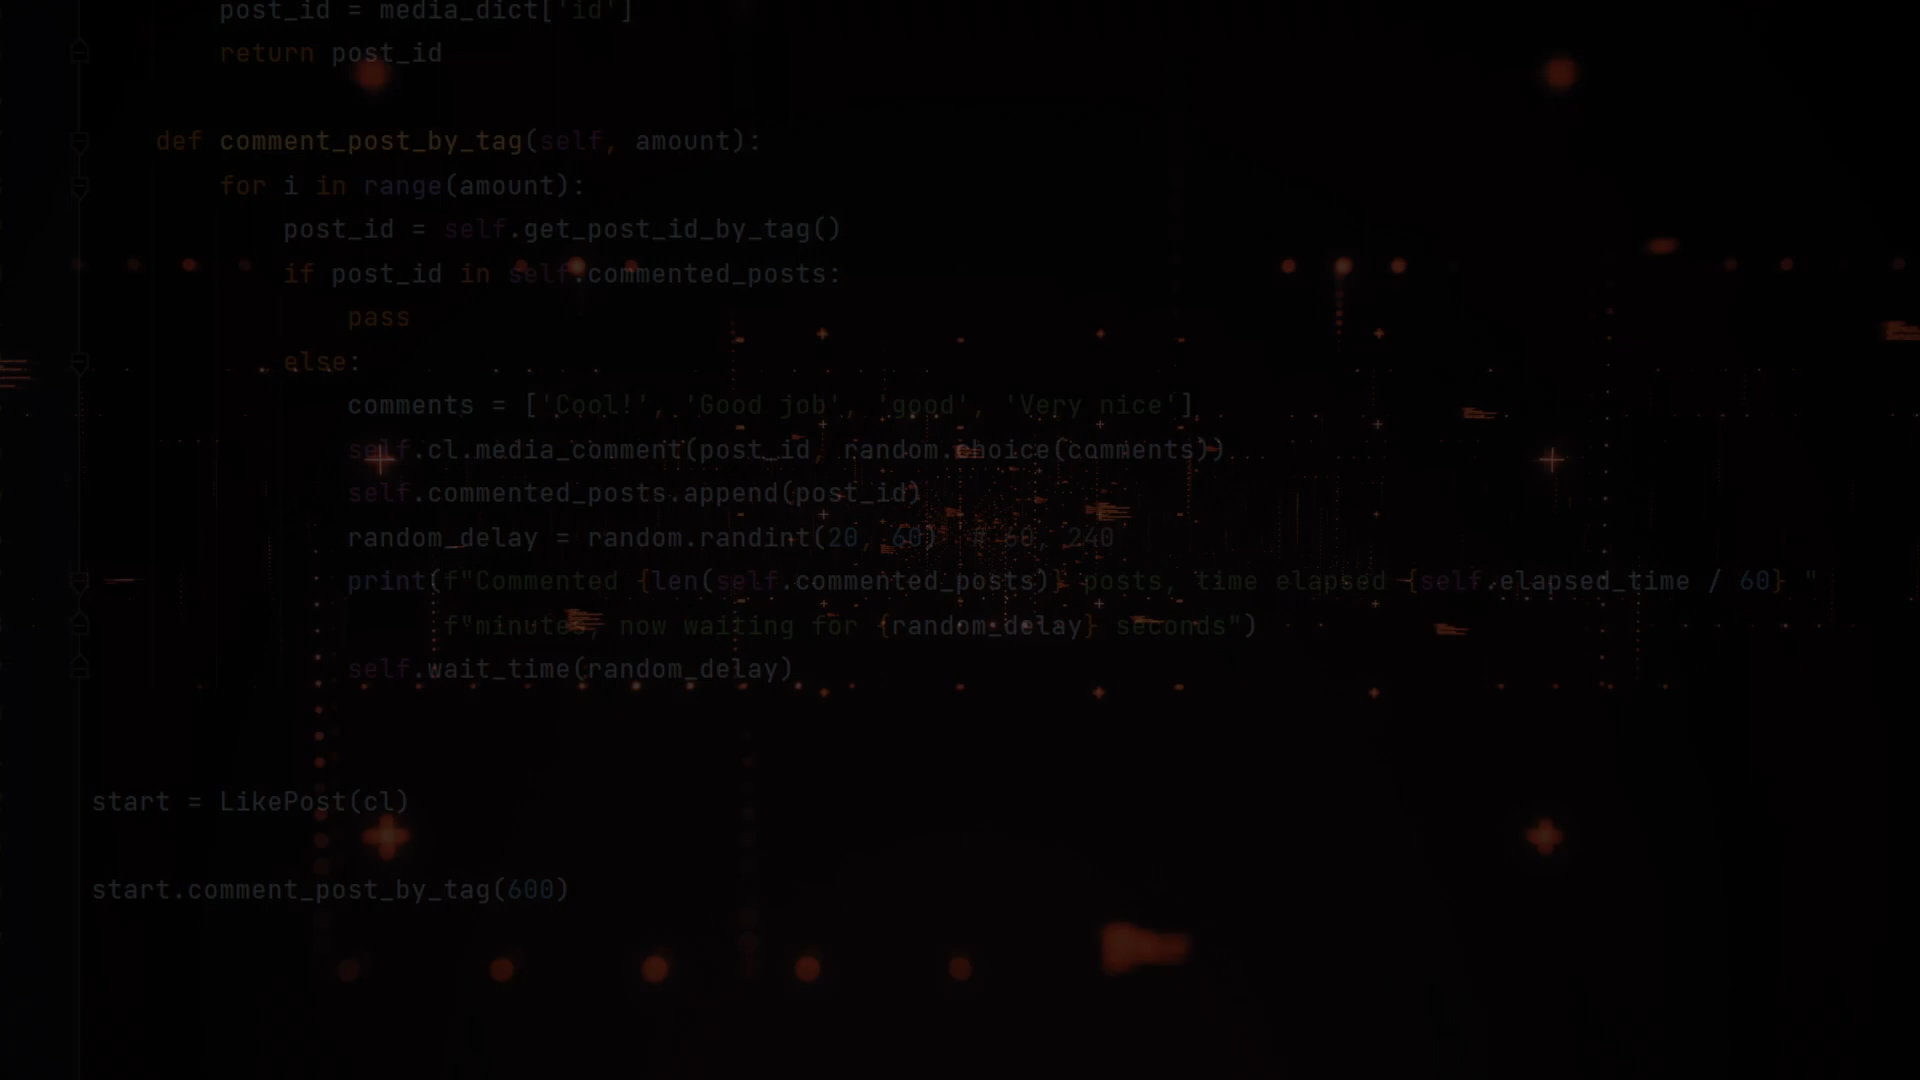 post_id = media_dict['id']
return post_id
def comment_post_by_tag(self, amount):
for i in range(amount):
post_id = self.get_post_id_by_tag()
if post_id in self.commented_posts:
pass
else:
comments = ['Cool!', 'Good job', 'good', 'Very nice']
self.cl.media_comment(post_id, random.choice(comments))
self.commented_posts.append(post_id)
random_delay = random.randint(20, 60) # 60, 240
print(f"Commented {len(self.commented_posts)} posts, time elapsed {self.elapsed_time / 60} "
f"minutes, now waiting for {random_delay} seconds")
self.wait_time(random_delay)
start = LikePost(cl)
start.comment_post_by_tag(600)